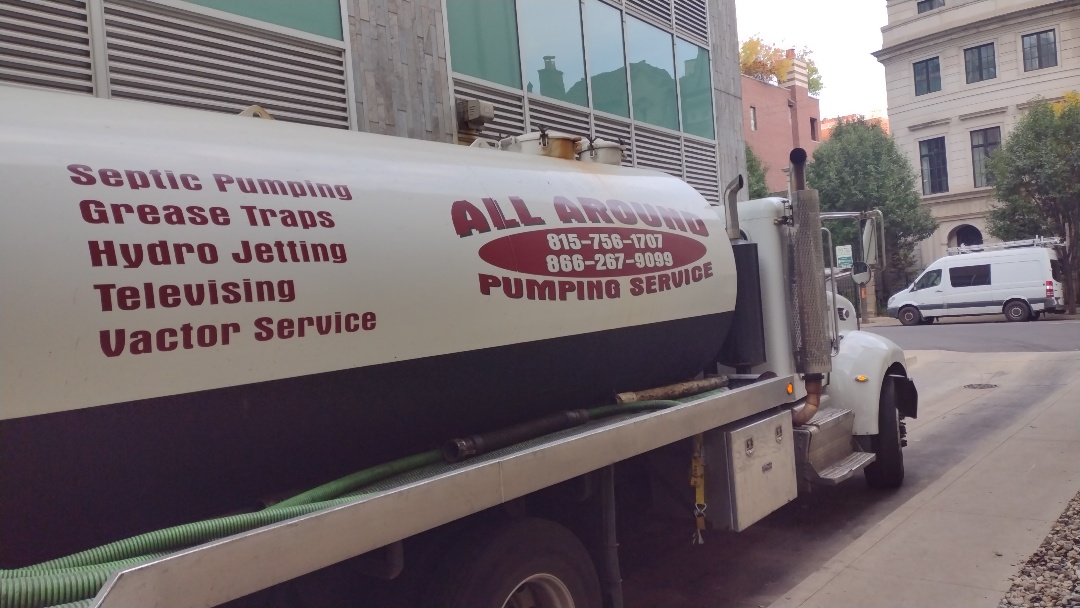 Septic Pumping
Grease Traps
Hydro Jetting
Televising
Vactor Service
ALL AROUND
815-756-1707
866-267-9099
PUMPING SERVICE